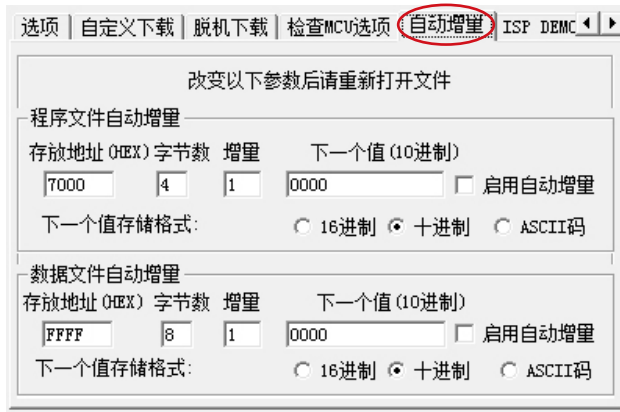 选项 自定义下载 脱机下载 检查MCU选项 自动增量 ISP DEMO
改变以下参数后请重新打开文件
程序文件自动增量
存放地址(HEX) 字节数 增量 下一个值(10进制)
7000 4 1 0000 启用自动增量
下一个值存储格式: 16进制 十进制 ASCII码
数据文件自动增量
存放地址(HEX) 字节数 增量 下一个值(10进制)
FFFF 8 1 0000 启用自动增量
下一个值存储格式: 16进制 十进制 ASCII码